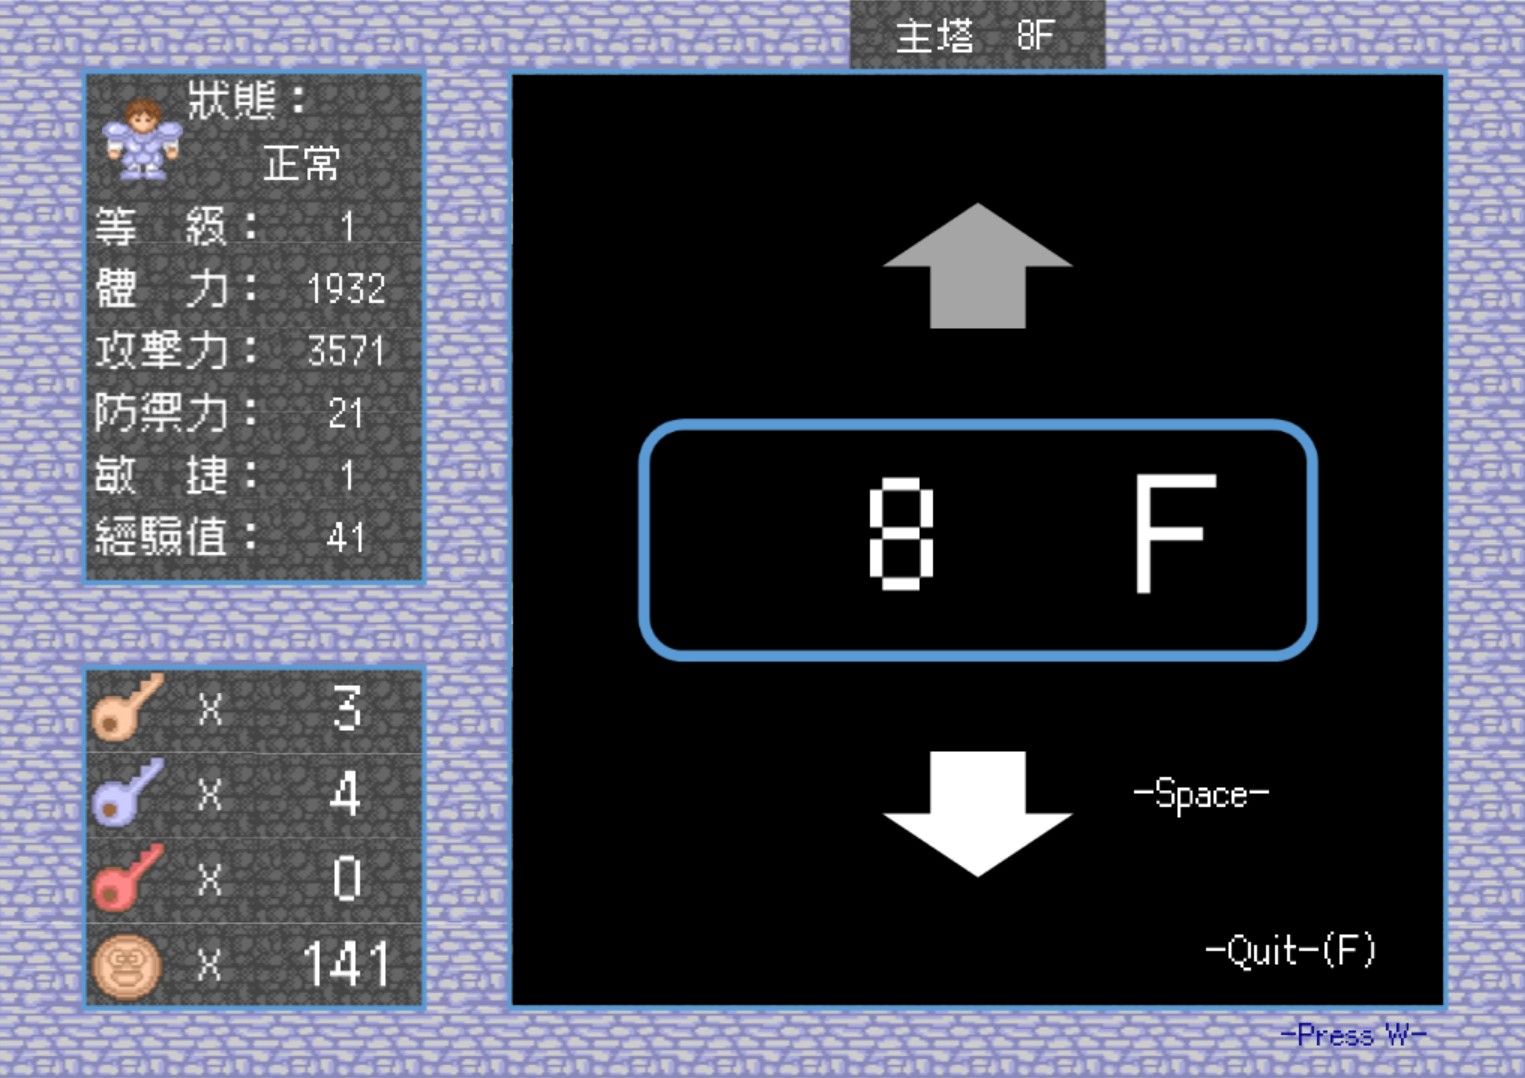 主塔 8F
狀態：
正常
等 級： 1
體 力： 1932
攻擊力： 3571
防禦力： 21
敏 捷： 1
經驗值： 41
X 3
X 4
X 0
X 141
8 F
-Space-
-Quit-(F)
-Press W-